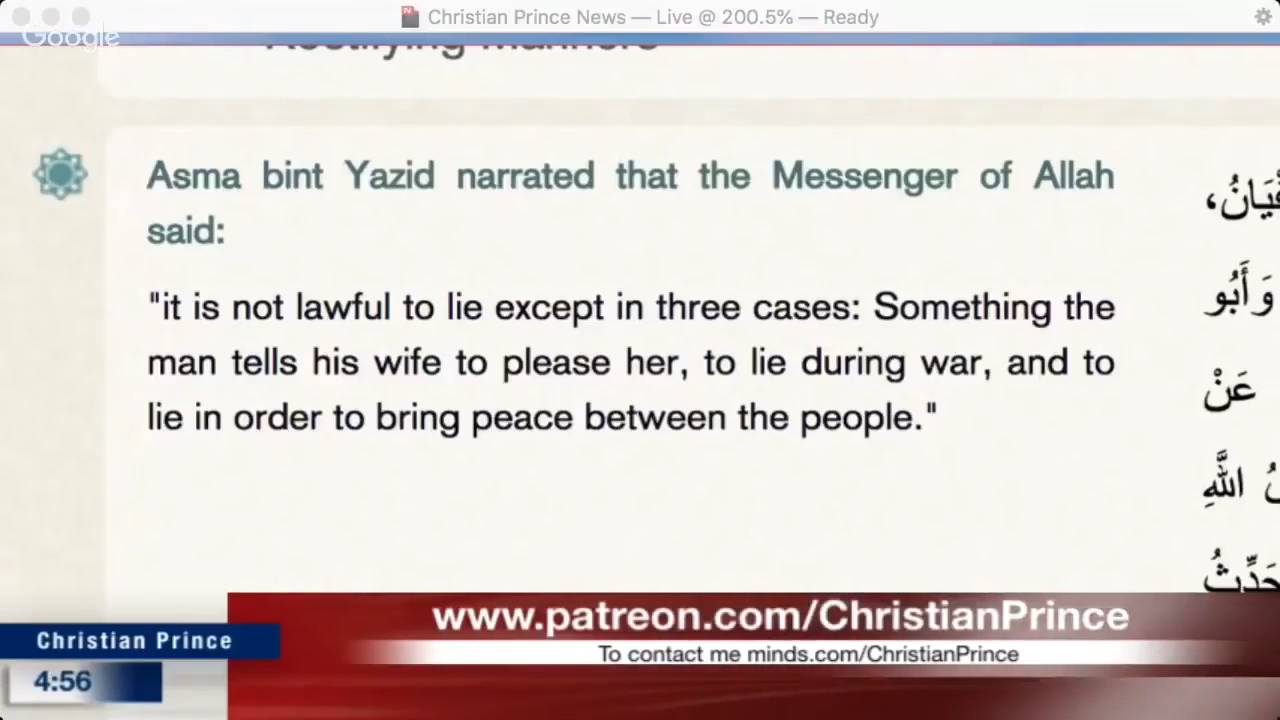 Christian Prince News — Live @ 200.5% — Ready
Google
Rectifying Manners
Asma bint Yazid narrated that the Messenger of Allah
said:
"it is not lawful to lie except in three cases: Something the
man tells his wife to please her, to lie during war, and to
lie in order to bring peace between the people."
وَأَبُو
عَنْ
اللَّهِ
www.patreon.com/ChristianPrince
To contact me minds.com/ChristianPrince
Christian Prince
4:56